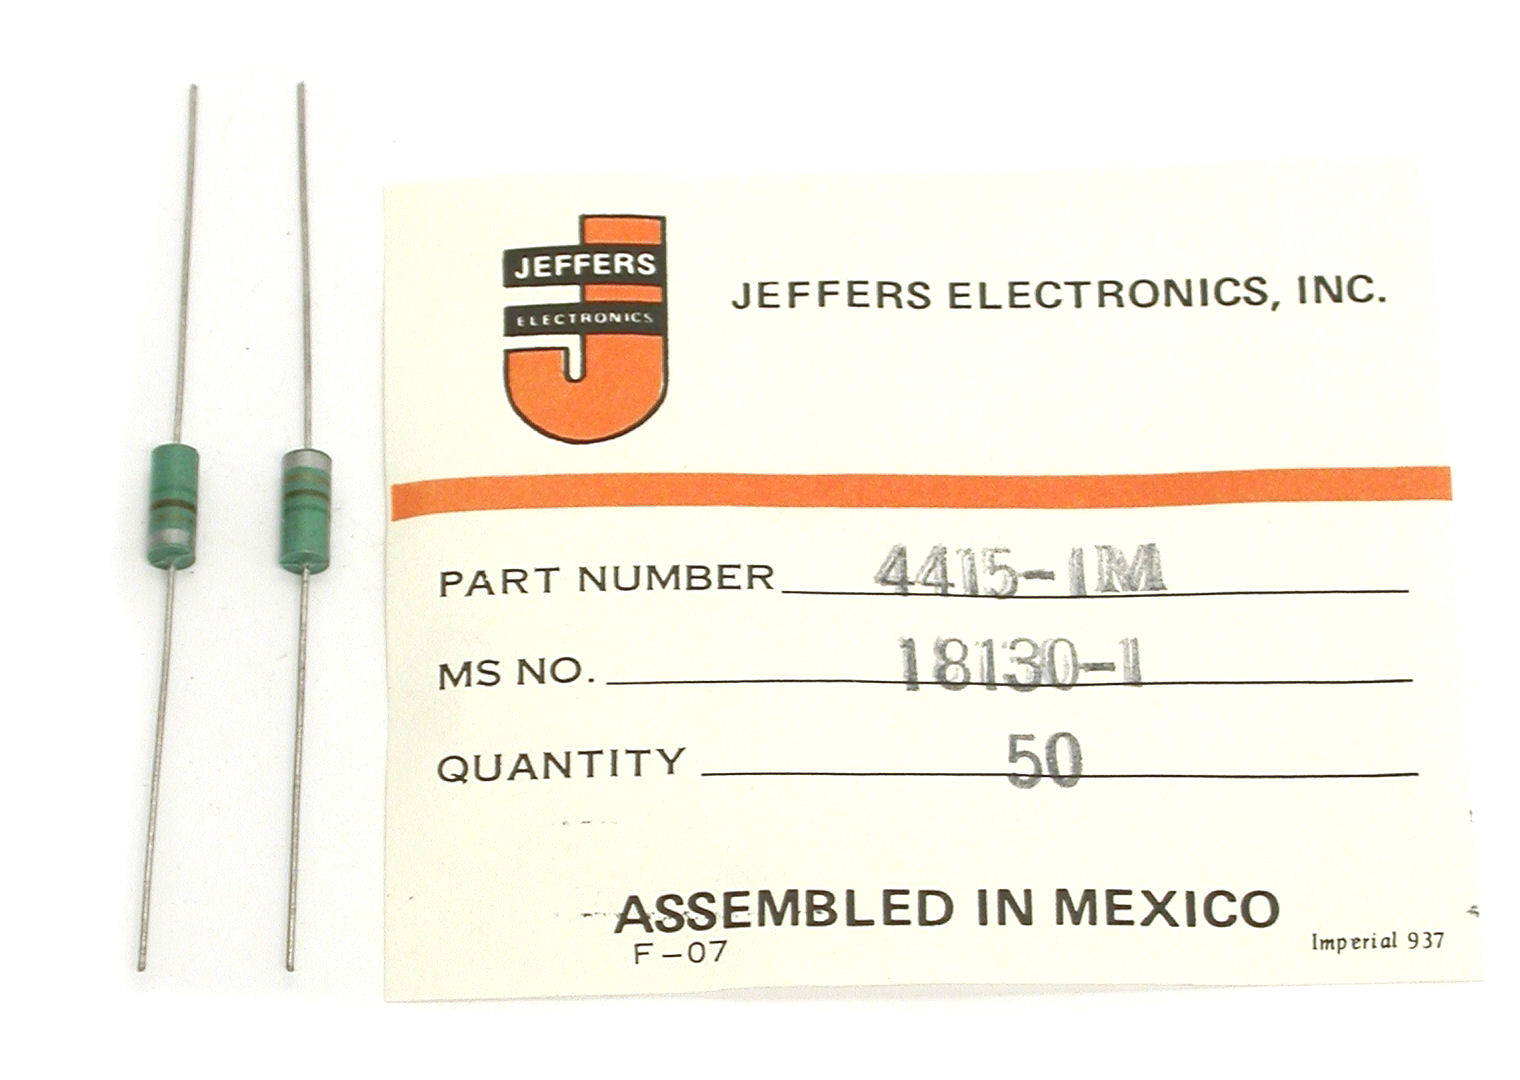 JEFFERS
ELECTRONICS
JEFFERS ELECTRONICS, INC.
PART NUMBER 4415-1M
MS NO. 18130-1
QUANTITY 50
ASSEMBLED IN MEXICO
F-07
Imperial 937